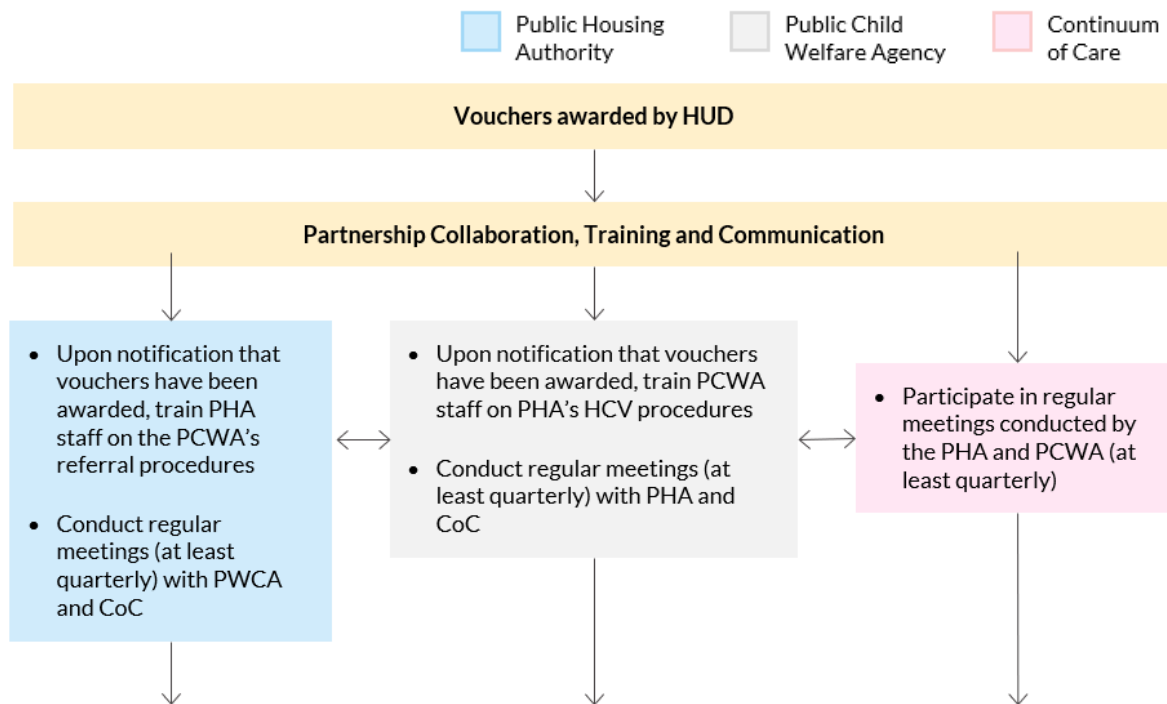 Public Housing
Authority
Public Child
Welfare Agency
Continuum
of Care
Vouchers awarded by HUD
Partnership Collaboration, Training and Communication
• Upon notification that
vouchers have been
awarded, train PHA
staff on the PCWA’s
referral procedures
• Conduct regular
meetings (at least
quarterly) with PWCA
and CoC
• Upon notification that vouchers
have been awarded, train PCWA
staff on PHA’s HCV procedures
• Conduct regular meetings (at
least quarterly) with PHA and
CoC
• Participate in regular
meetings conducted by
the PHA and PCWA (at
least quarterly)